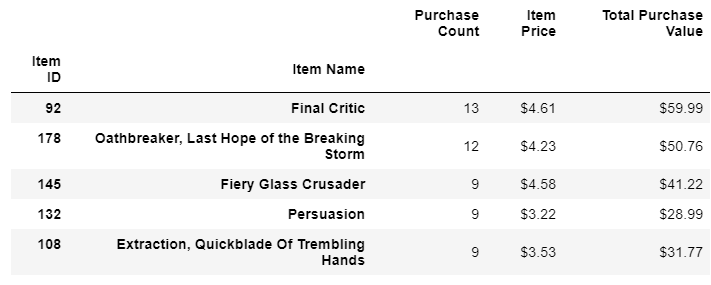 Purchase Count Item Price Total Purchase Value
Item ID Item Name
92 Final Critic 13 $4.61 $59.99
178 Oathbreaker, Last Hope of the Breaking Storm 12 $4.23 $50.76
145 Fiery Glass Crusader 9 $4.58 $41.22
132 Persuasion 9 $3.22 $28.99
108 Extraction, Quickblade Of Trembling Hands 9 $3.53 $31.77